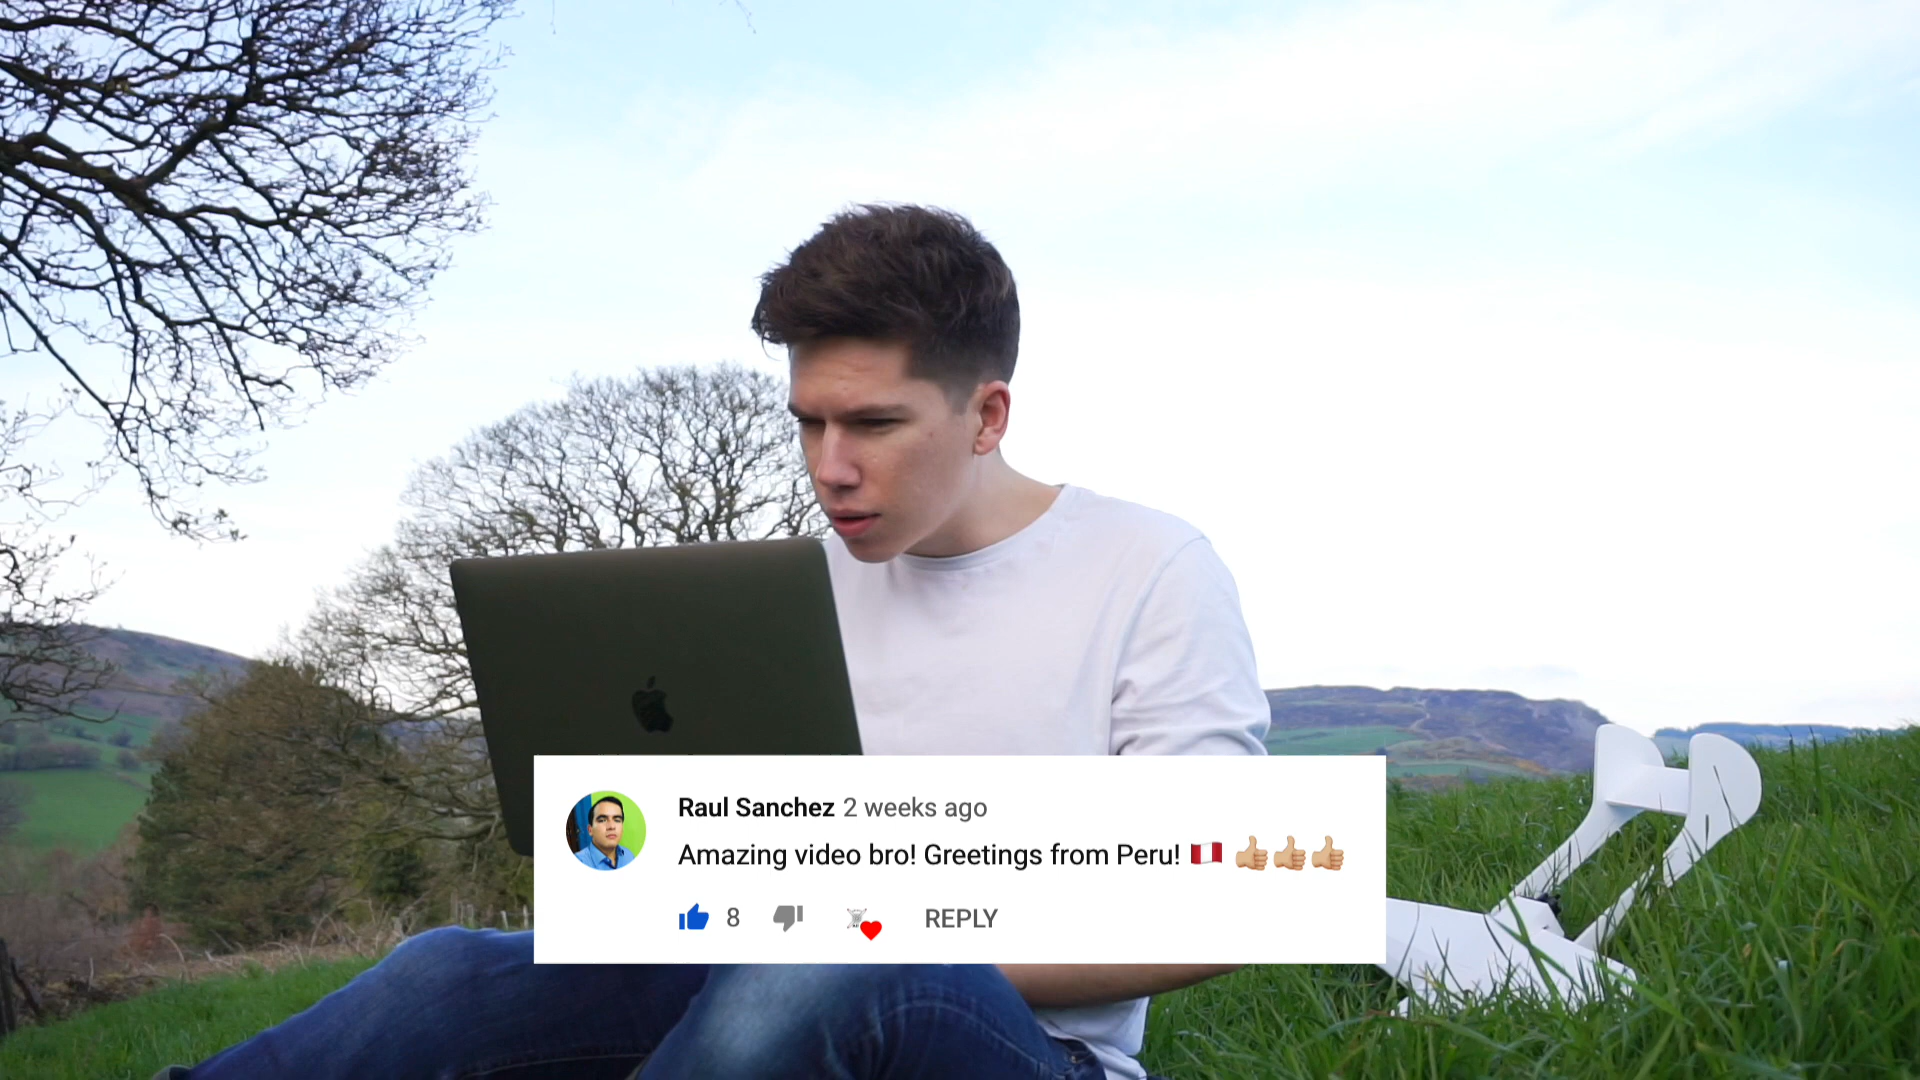 Raul Sanchez 2 weeks ago
Amazing video bro! Greetings from Peru! 🇵🇪 👍🏼👍🏼👍🏼
8 REPLY